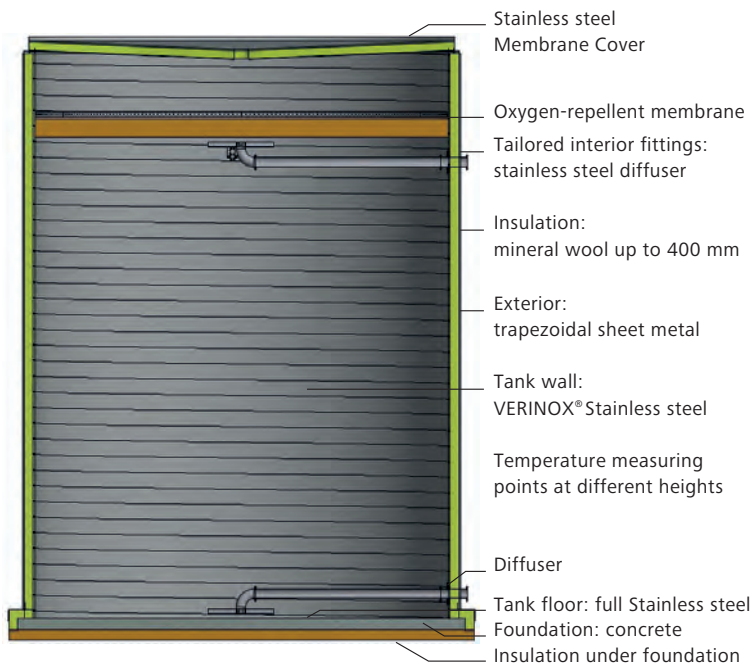 Stainless steel
Membrane Cover
Oxygen-repellent membrane
Tailored interior fittings:
stainless steel diffuser
Insulation:
mineral wool up to 400 mm
Exterior:
trapezoidal sheet metal
Tank wall:
VERINOX® Stainless steel
Temperature measuring
points at different heights
Diffuser
Tank floor: full Stainless steel
Foundation: concrete
Insulation under foundation